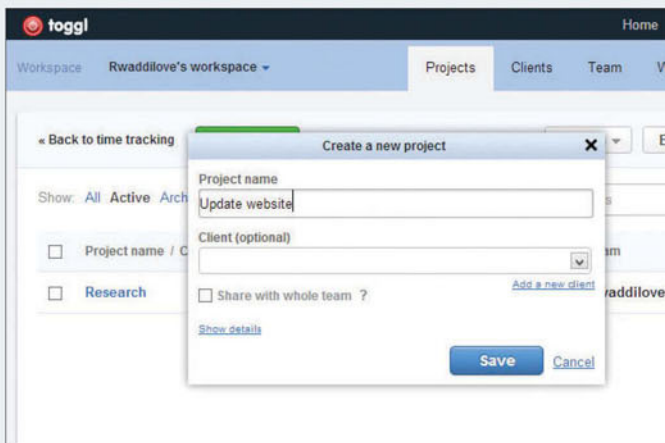 toggl
Home
Workspace Rwaddilove's workspace
Projects Clients Team
« Back to time tracking
Create a new project
Project name
Update website
Show: All Active
Client (optional)
Project name /
Add a new client
Research
Share with whole team ?
Show details
Save Cancel